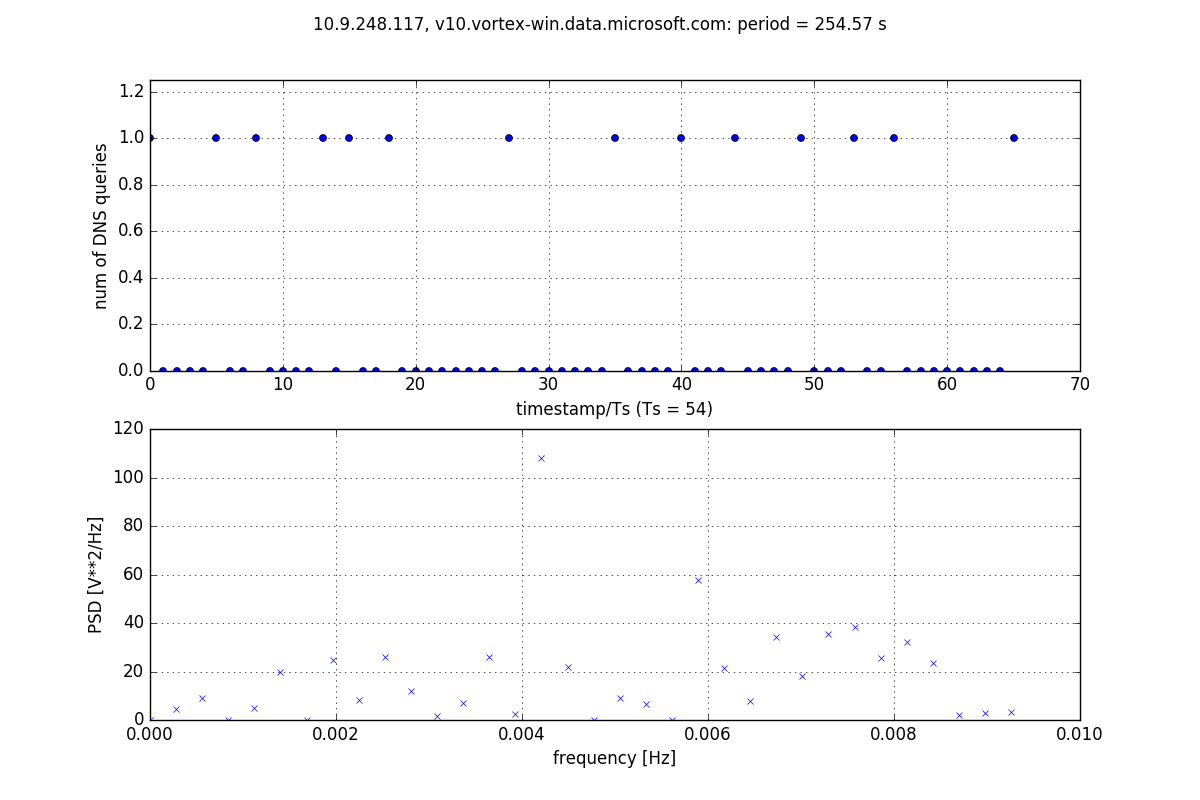 10.9.248.117, v10.vortex-win.data.microsoft.com: period = 254.57 s
1.2
1.0
0.8
0.6
0.4
0.2
0.0
num of DNS queries
0 10 20 30 40 50 60 70
timestamp/Ts (Ts = 54)
120
100
80
60
40
20
0
PSD [V**2/Hz]
0.000 0.002 0.004 0.006 0.008 0.010
frequency [Hz]